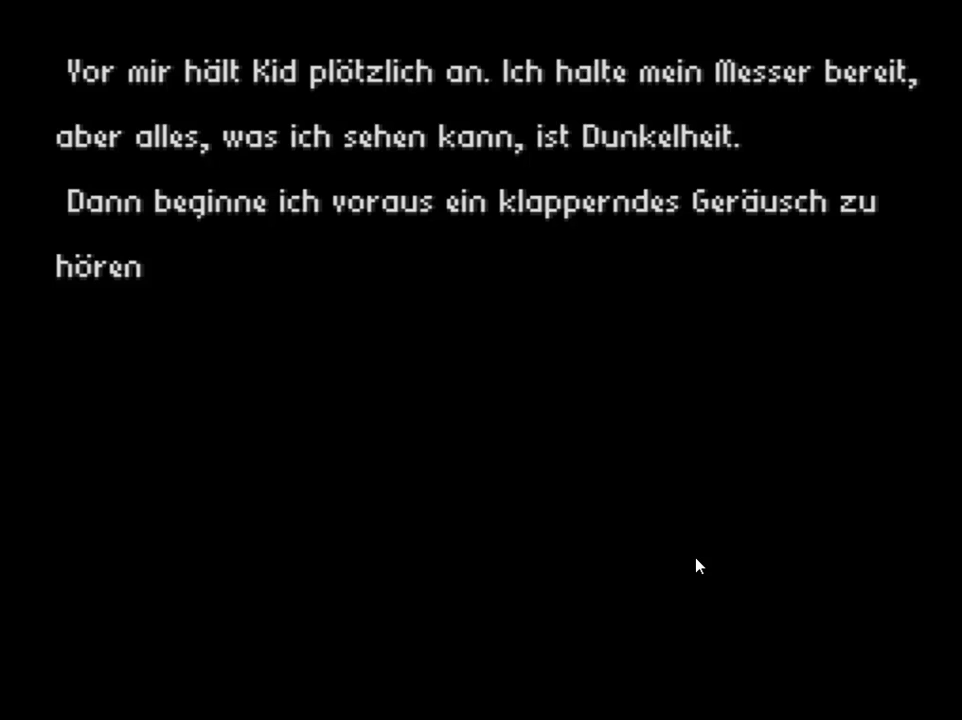 Vor mir hält Kid plötzlich an. Ich halte mein Messer bereit,
aber alles, was ich sehen kann, ist Dunkelheit.
Dann beginne ich voraus ein klapperndes Geräusch zu
hören